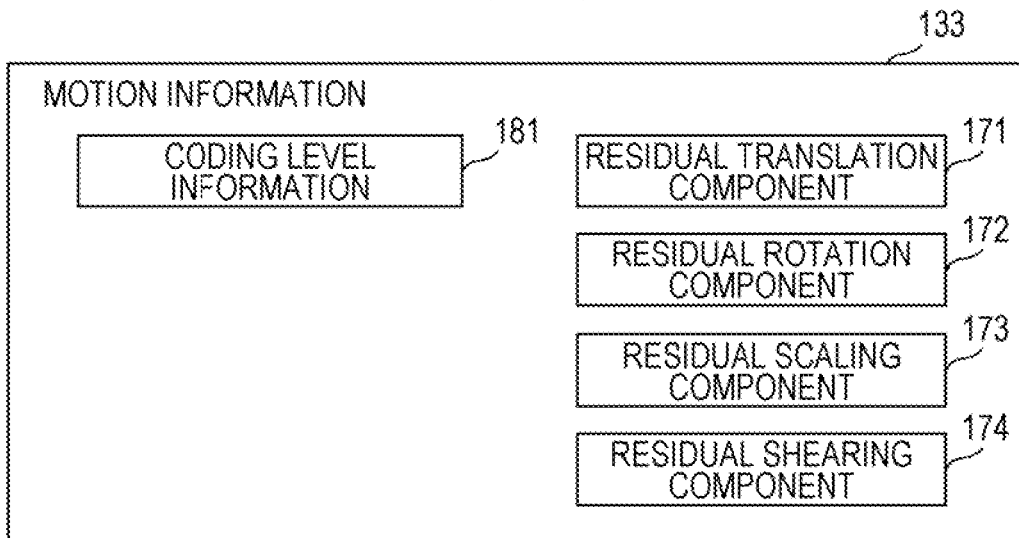 133
MOTION INFORMATION
CODING LEVEL
INFORMATION
181
RESIDUAL TRANSLATION
COMPONENT
171
RESIDUAL ROTATION
COMPONENT
172
RESIDUAL SCALING
COMPONENT
173
RESIDUAL SHEARING
COMPONENT
174